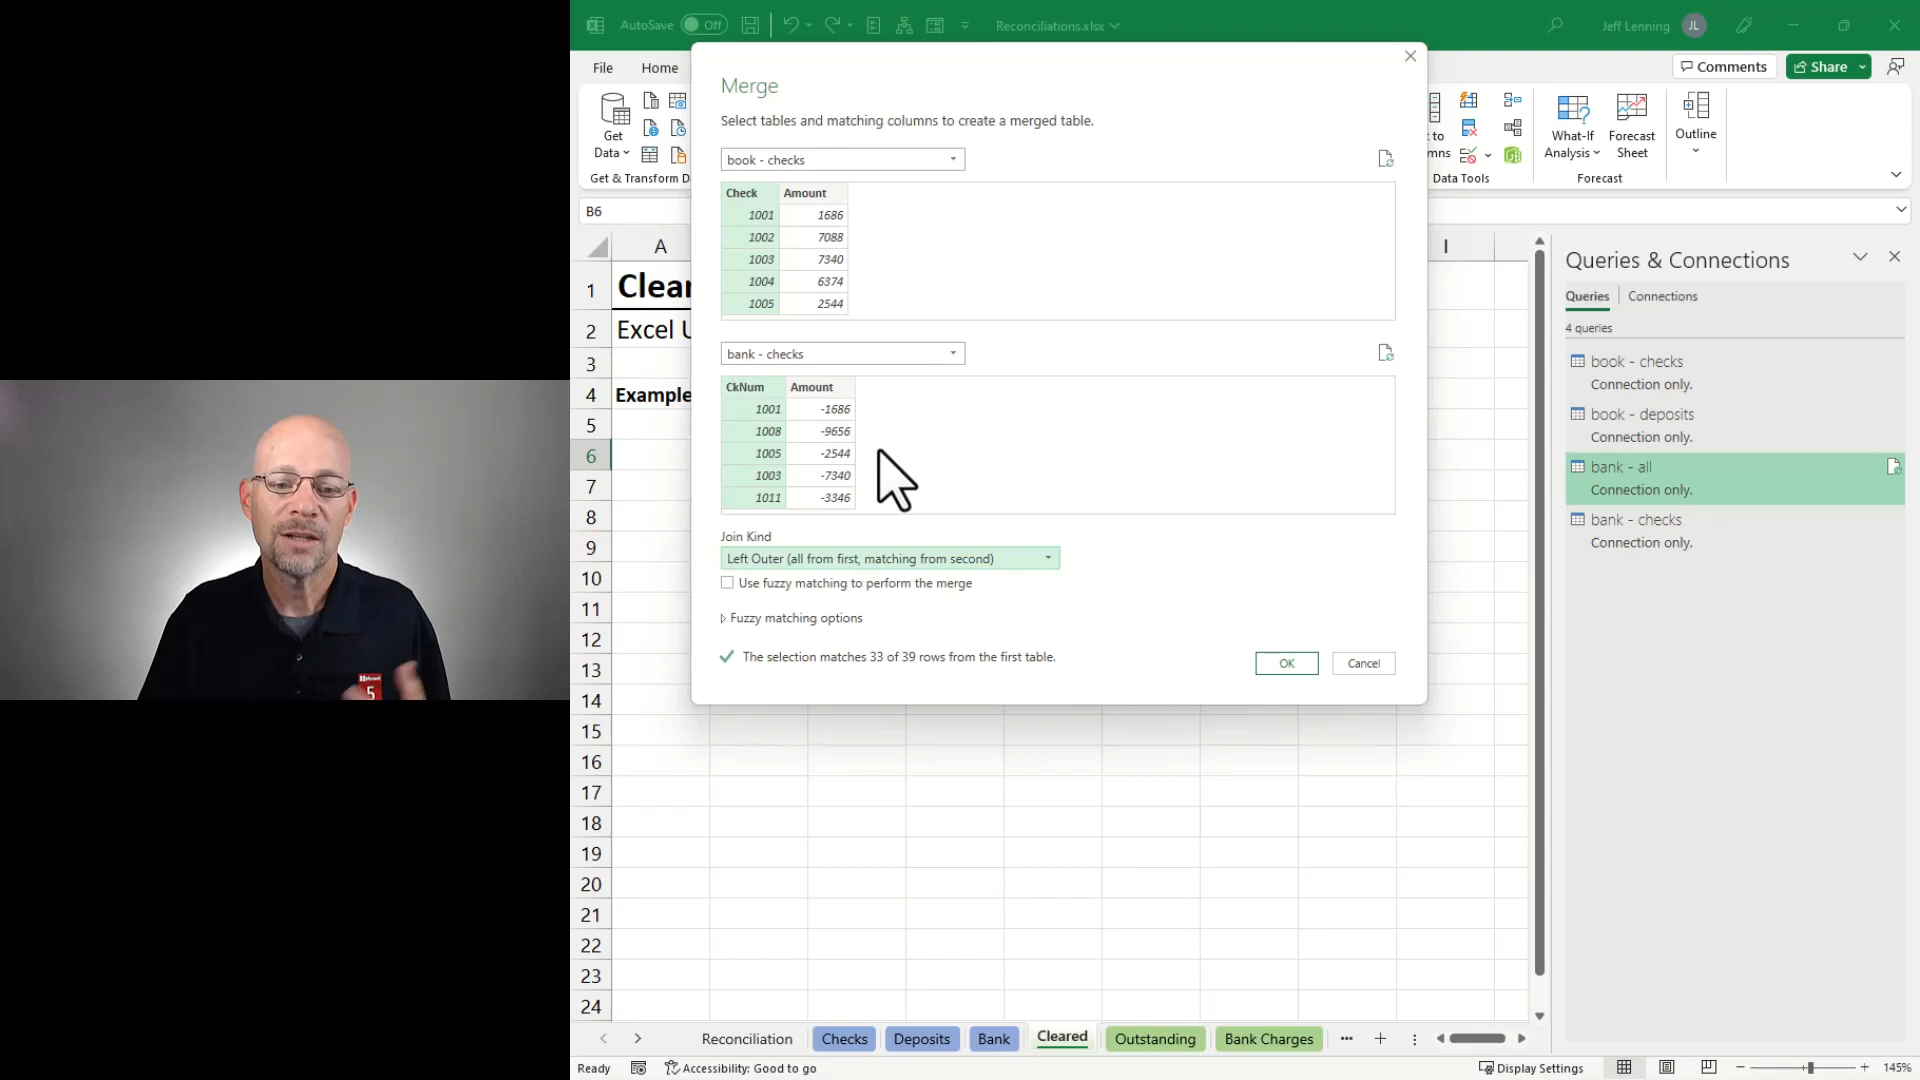 AutoSave Off Reconciliations.xlsx Jeff Lenning JL
File Home Comments Share
Get Data
Get & Transform D
to
mns
Data Tools
What-If Analysis
Forecast Sheet
Forecast
Outline
B6
A I
1 Clear
2 Excel U
3
4 Example
5
6
7
8
9
10
11
12
13
14
15
16
17
18
19
20
21
22
23
24
Merge
Select tables and matching columns to create a merged table.
book - checks
Check Amount
1001 1686
1002 7088
1003 7340
1004 6374
1005 2544
bank - checks
CkNum Amount
1001 -1686
1008 -9656
1005 -2544
1003 -7340
1011 -3346
Join Kind
Left Outer (all from first, matching from second)
Use fuzzy matching to perform the merge
Fuzzy matching options
The selection matches 33 of 39 rows from the first table.
OK Cancel
Queries & Connections
Queries Connections
4 queries
book - checks
Connection only.
book - deposits
Connection only.
bank - all
Connection only.
bank - checks
Connection only.
Microsoft
5
Reconciliation Checks Deposits Bank Cleared Outstanding Bank Charges
Ready Accessibility: Good to go Display Settings 145%